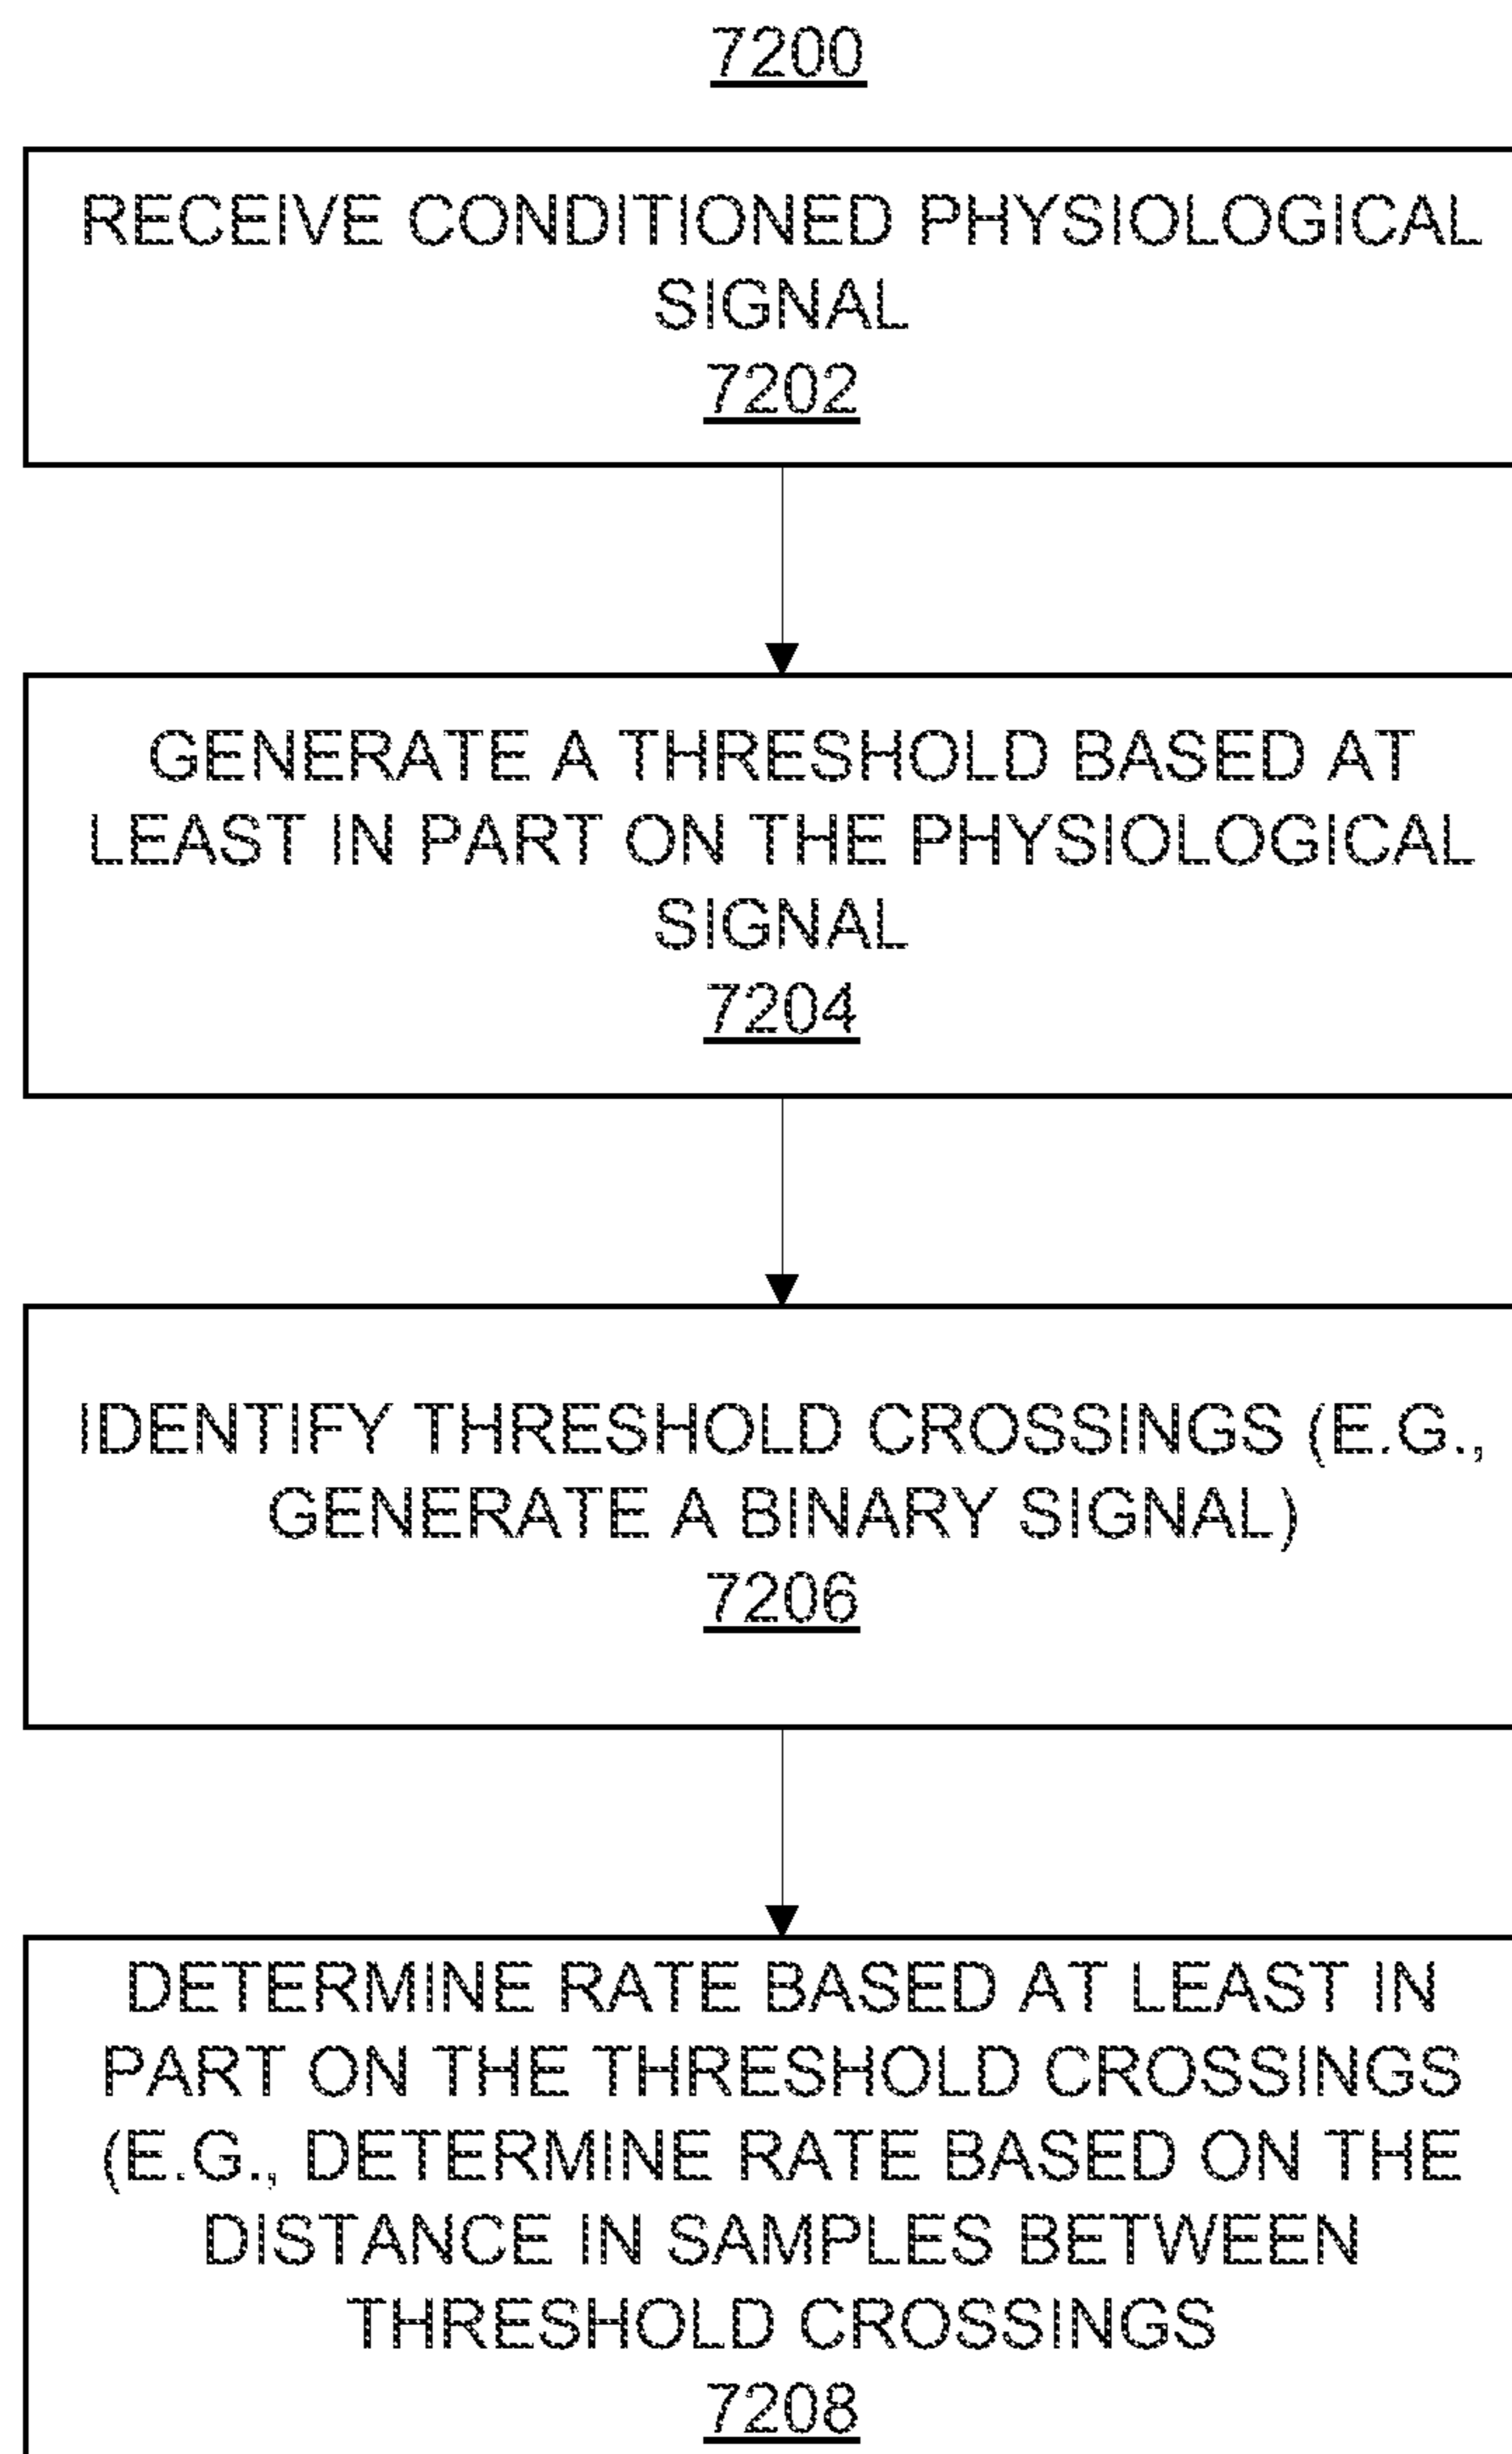 7200
RECEIVE CONDITIONED PHYSIOLOGICAL
SIGNAL
7202
GENERATE A THRESHOLD BASED AT
LEAST IN PART ON THE PHYSIOLOGICAL
SIGNAL
7204
IDENTIFY THRESHOLD CROSSINGS (E.G.,
GENERATE A BINARY SIGNAL)
7206
DETERMINE RATE BASED AT LEAST IN
PART ON THE THRESHOLD CROSSINGS
(E.G., DETERMINE RATE BASED ON THE
DISTANCE IN SAMPLES BETWEEN
THRESHOLD CROSSINGS
7208